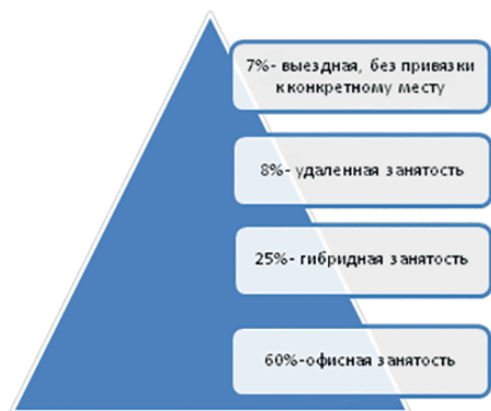 7%- выездная, без привязки
к конкретному месту
8%- удаленная занятость
25%- гибридная занятость
60%-офисная занятость